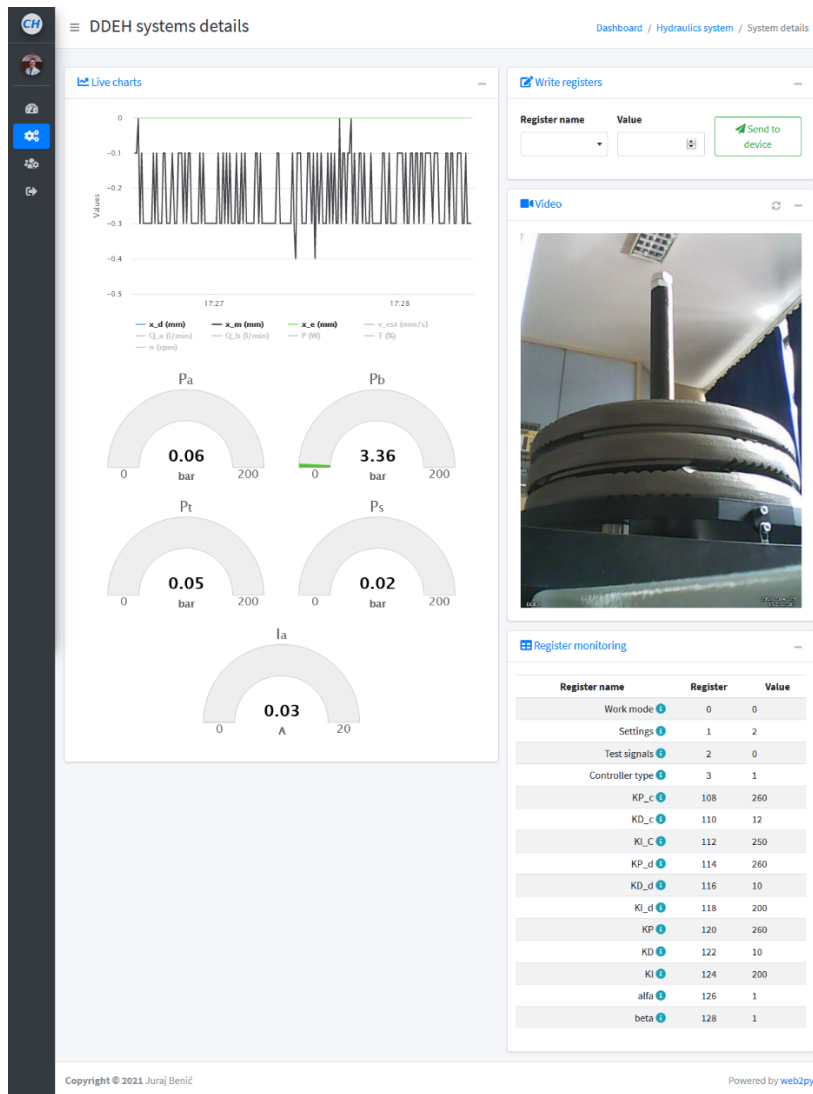 CH
DDEH systems details
Dashboard / Hydraulics system / System details
Live charts
0
-0.1
-0.2
-0.3
-0.4
-0.5
Values
17:27 17:28
x_d (mm) x_m (mm) x_e (mm) v_est (mm/s)
Q_a (l/min) Q_b (l/min) P (W) T (%)
n (rpm)
Pa
0.06
bar
0 200
Pb
3.36
bar
0 200
Pt
0.05
bar
0 200
Ps
0.02
bar
0 200
Ia
0.03
A
0 20
Write registers
Register name Value
Send to
device
Video
DDEH
Register monitoring
Register name Register Value
Work mode 0 0
Settings 1 2
Test signals 2 0
Controller type 3 1
KP_c 108 260
KD_c 110 12
KI_C 112 250
KP_d 114 260
KD_d 116 10
KI_d 118 200
KP 120 260
KD 122 10
KI 124 200
alfa 126 1
beta 128 1
Copyright © 2021 Juraj Benić
Powered by web2py